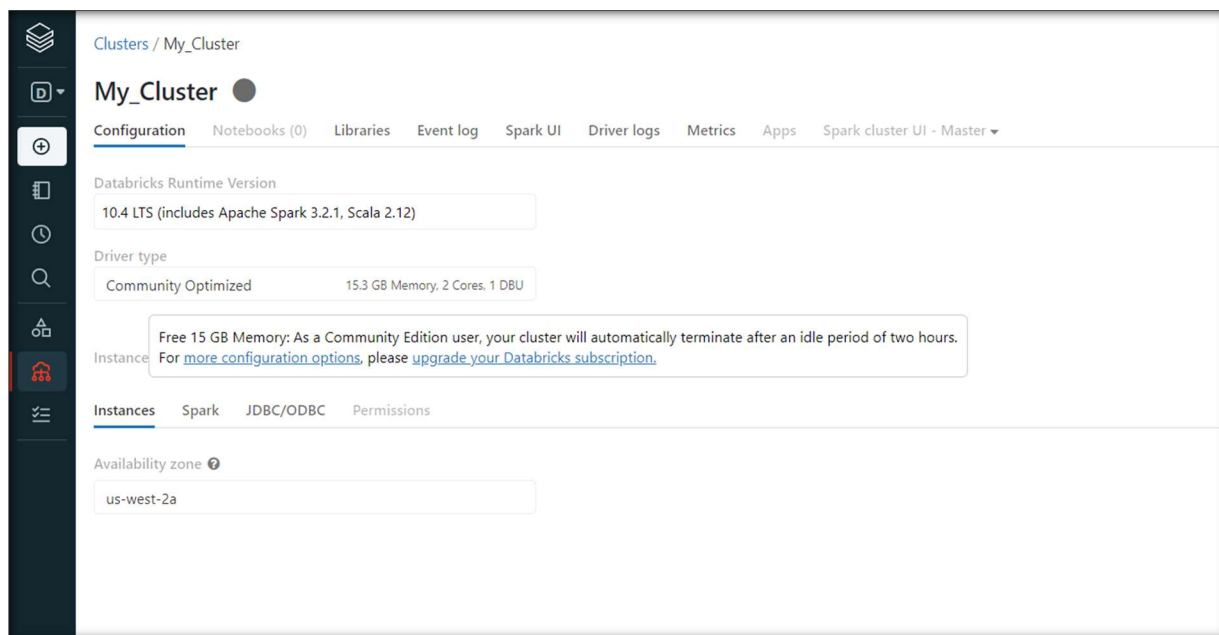 Clusters / My_Cluster
D
My_Cluster
Configuration Notebooks (0) Libraries Event log Spark UI Driver logs Metrics Apps Spark cluster UI - Master
Databricks Runtime Version
10.4 LTS (includes Apache Spark 3.2.1, Scala 2.12)
Driver type
Community Optimized 15.3 GB Memory, 2 Cores, 1 DBU
Free 15 GB Memory: As a Community Edition user, your cluster will automatically terminate after an idle period of two hours.
Instance For more configuration options, please upgrade your Databricks subscription.
Instances Spark JDBC/ODBC Permissions
Availability zone ?
us-west-2a